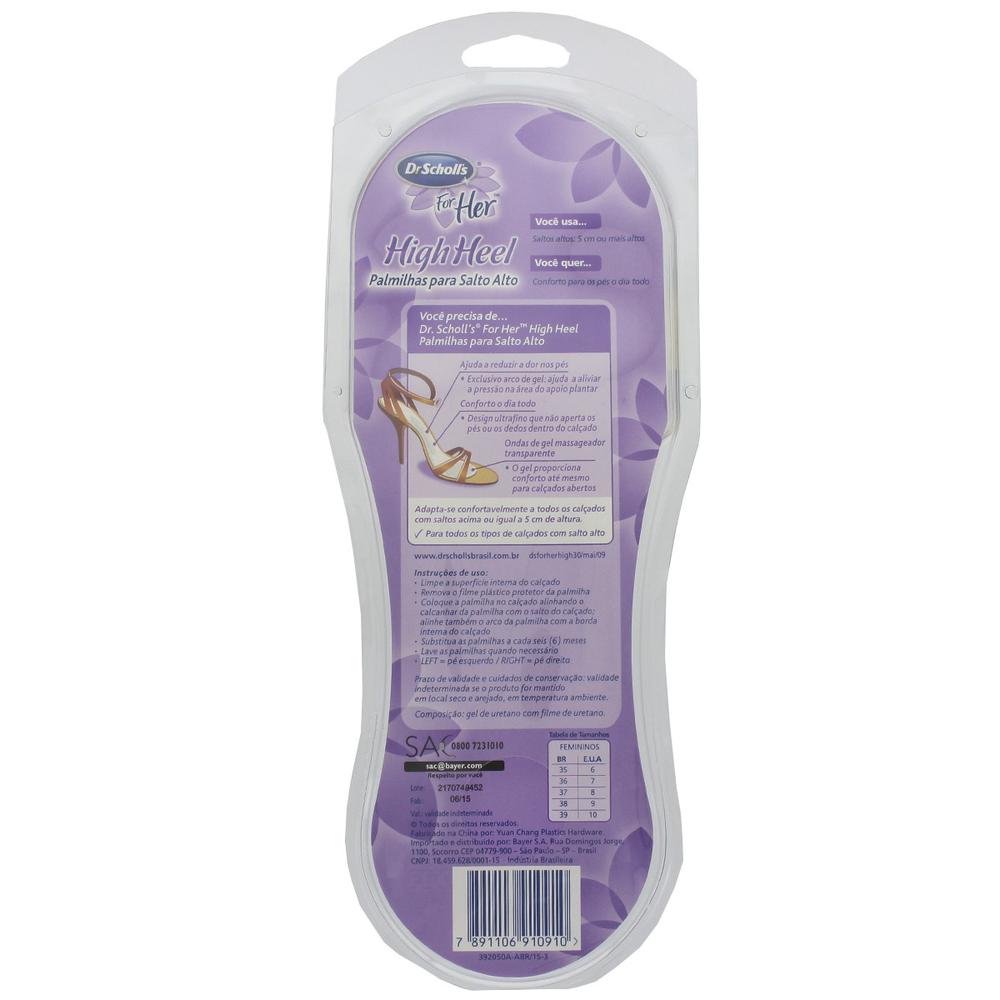 Dr Scholl's®
For Her™
High Heel
Palmilhas para Salto Alto
Você usa...
Saltos altos: 5 cm ou mais altos
Você quer...
Conforto para os pés o dia todo
Você precisa de...
Dr. Scholl's® For Her™ High Heel
Palmilhas para Salto Alto
Ajuda a reduzir a dor nos pés
• Exclusivo arco de gel: ajuda a aliviar
a pressão na área do apoio plantar
Conforto o dia todo
• Design ultrafino que não aperta os
pés ou os dedos dentro do calçado
Ondas de gel massageador
transparente
• O gel proporciona
conforto até mesmo
para calçados abertos
Adapta-se confortavelmente a todos os calçados
com saltos acima ou igual a 5 cm de altura.
✓ Para todos os tipos de calçados com salto alto
www.drschollsbrasil.com.br dsforherhigh30/mai/09
Instruções de uso:
• Limpe a superfície interna do calçado
• Remova o filme plástico protetor da palmilha
• Coloque a palmilha no calçado alinhando o
calcanhar da palmilha com o salto do calçado;
alinhe também o arco da palmilha com a borda
interna do calçado
• Substitua as palmilhas a cada seis (6) meses
• Lave as palmilhas quando necessário
• LEFT = pé esquerdo / RIGHT = pé direito
Prazo de validade e cuidados de conservação: validade
indeterminada se o produto for mantido
em local seco e arejado, em temperatura ambiente.
Composição: gel de uretano com filme de uretano.
SAC 0800 7231010
sac@bayer.com
Respeito por você
Tabela de Tamanhos
FEMININOS
BR E.U.A
35 6
36 7
37 8
38 9
39 10
Lote: 2170748452
Fab.: 06/15
Val.: validade indeterminada
© Todos os direitos reservados.
Fabricado na China por: Yuan Chang Plastics Hardware.
Importado e distribuído por: Bayer S.A. Rua Domingos Jorge,
1100, Socorro CEP 04779-900 – São Paulo – SP – Brasil
CNPJ: 18.459.628/0001-15 Indústria Brasileira
7 891106 910910
392050A-ABR/15-3